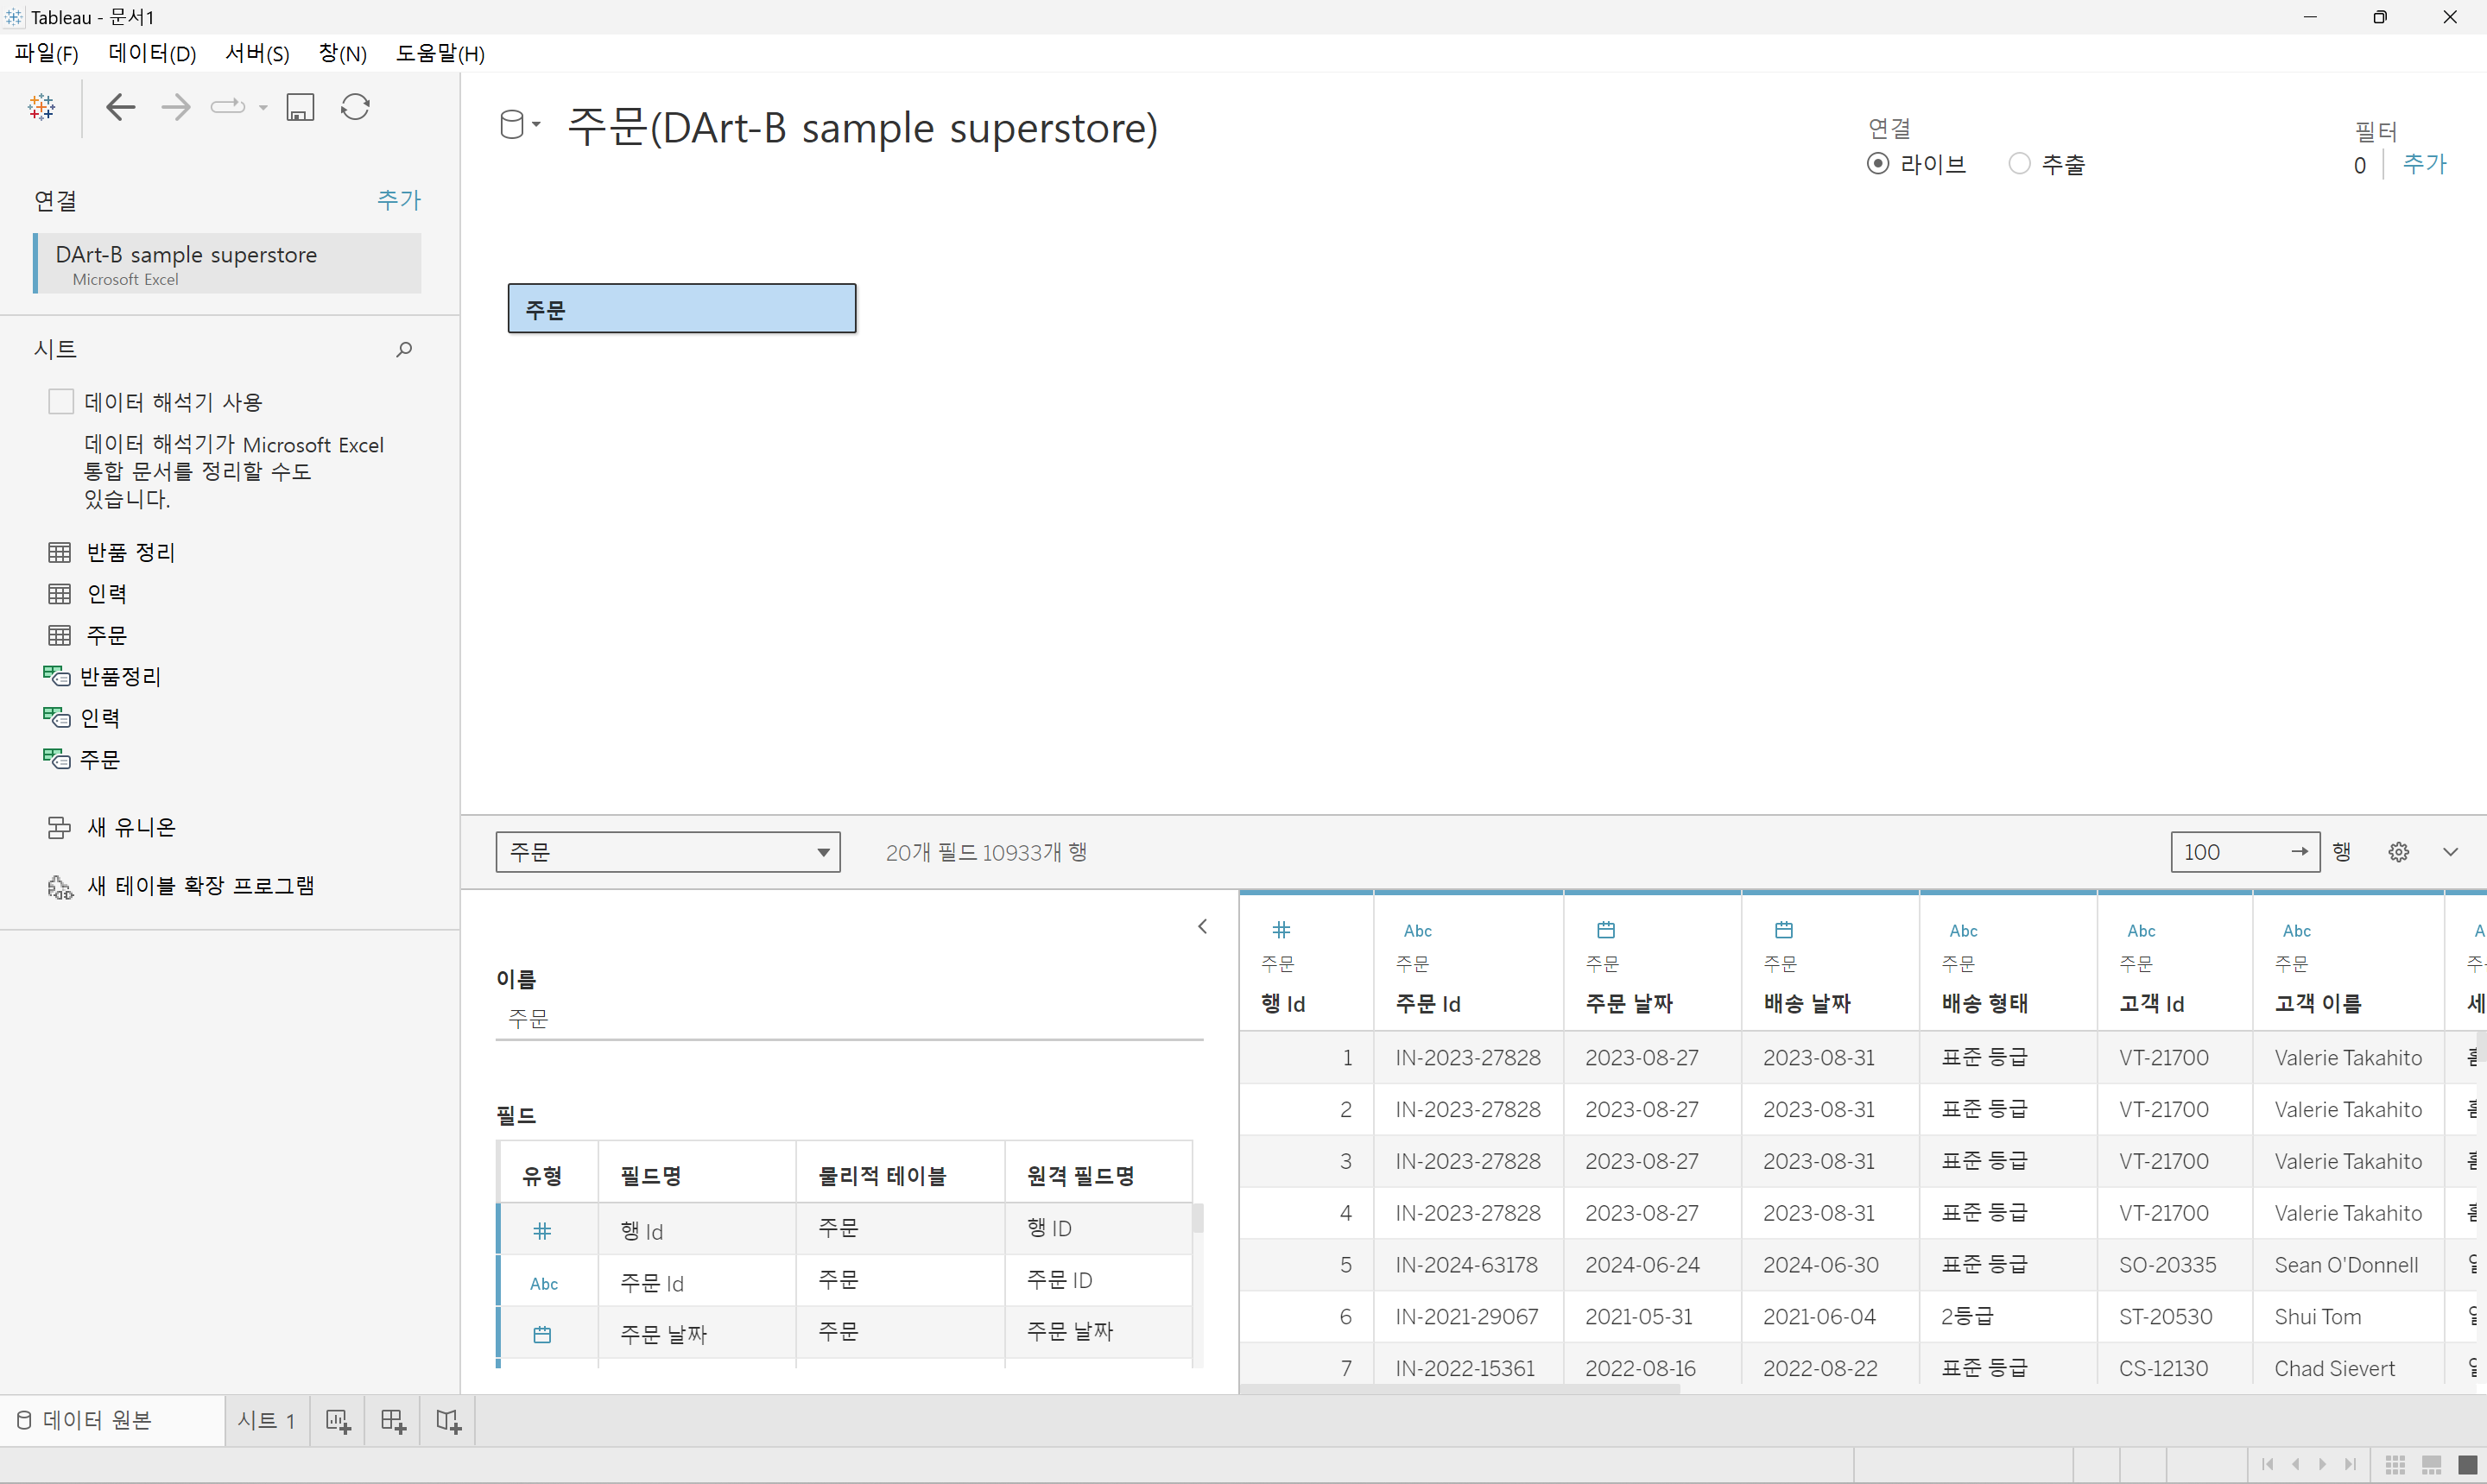 Tableau - 문서1
파일(F) 데이터(D) 서버(S) 창(N) 도움말(H)
연결 추가
DArt-B sample superstore
Microsoft Excel
시트
데이터 해석기 사용
데이터 해석기가 Microsoft Excel
통합 문서를 정리할 수도
있습니다.
반품 정리
인력
주문
반품정리
인력
주문
새 유니온
새 테이블 확장 프로그램
주문(DArt-B sample superstore)
연결
라이브 추출
필터
0 추가
주문
주문 20개 필드 10933개 행 100 행
이름
주문
필드
유형 필드명 물리적 테이블 원격 필드명
행 Id 주문 행 ID
Abc 주문 Id 주문 주문 ID
주문 날짜 주문 주문 날짜
Abc Abc Abc Abc
주문 주문 주문 주문 주문 주문 주문
행 Id 주문 Id 주문 날짜 배송 날짜 배송 형태 고객 Id 고객 이름
1 IN-2023-27828 2023-08-27 2023-08-31 표준 등급 VT-21700 Valerie Takahito
2 IN-2023-27828 2023-08-27 2023-08-31 표준 등급 VT-21700 Valerie Takahito
3 IN-2023-27828 2023-08-27 2023-08-31 표준 등급 VT-21700 Valerie Takahito
4 IN-2023-27828 2023-08-27 2023-08-31 표준 등급 VT-21700 Valerie Takahito
5 IN-2024-63178 2024-06-24 2024-06-30 표준 등급 SO-20335 Sean O'Donnell
6 IN-2021-29067 2021-05-31 2021-06-04 2등급 ST-20530 Shui Tom
7 IN-2022-15361 2022-08-16 2022-08-22 표준 등급 CS-12130 Chad Sievert
데이터 원본 시트 1